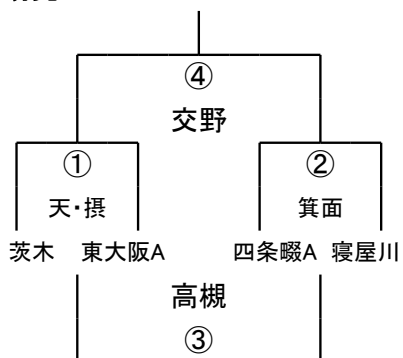 ④
交野
① ②
天・摂 箕面
茨木 東大阪A 四条畷A 寝屋川
高槻
③